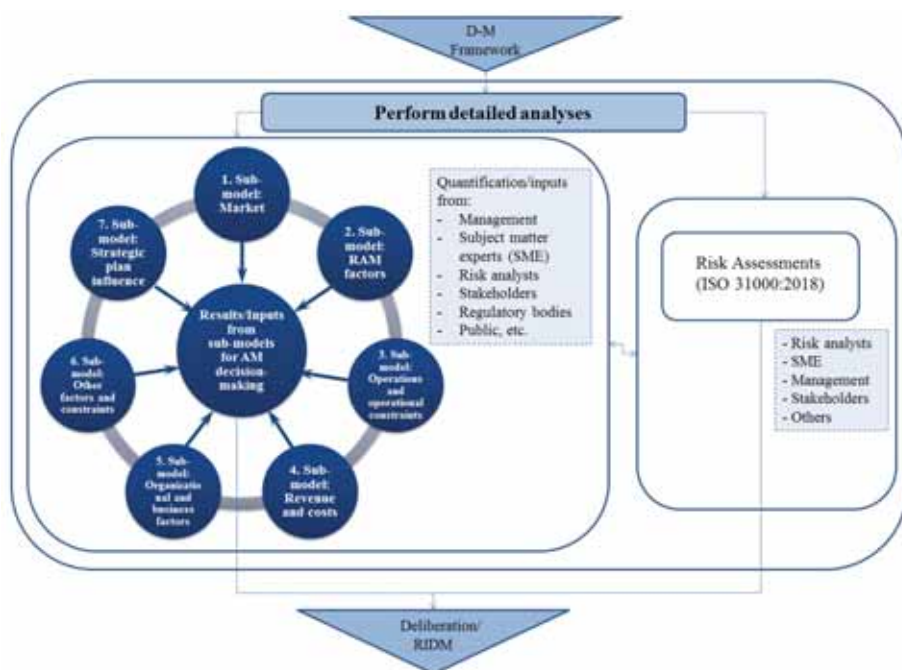 D-M
Framework
Perform detailed analyses
1. Sub-
model:
Market
2. Sub-
model:
RAM
factors
3. Sub-
model:
Operations and
operational
constraints
4. Sub-
model:
Revenue
and costs
5. Sub-
model:
Organizatio
nal and
business
factors
6. Sub-
model:
Other
factors and
constraints
7. Sub-
model:
Strategic
plan
influence
Results/Inputs
from
sub-models
for AM
decision-
making
Quantification/inputs
from:
- Management
- Subject matter
experts (SME)
- Risk analysts
- Stakeholders
- Regulatory bodies
- Public, etc.
Risk Assessments
(ISO 31000:2018)
- Risk analysts
- SME
- Management
- Stakeholders
- Others
Deliberation/
RIDM